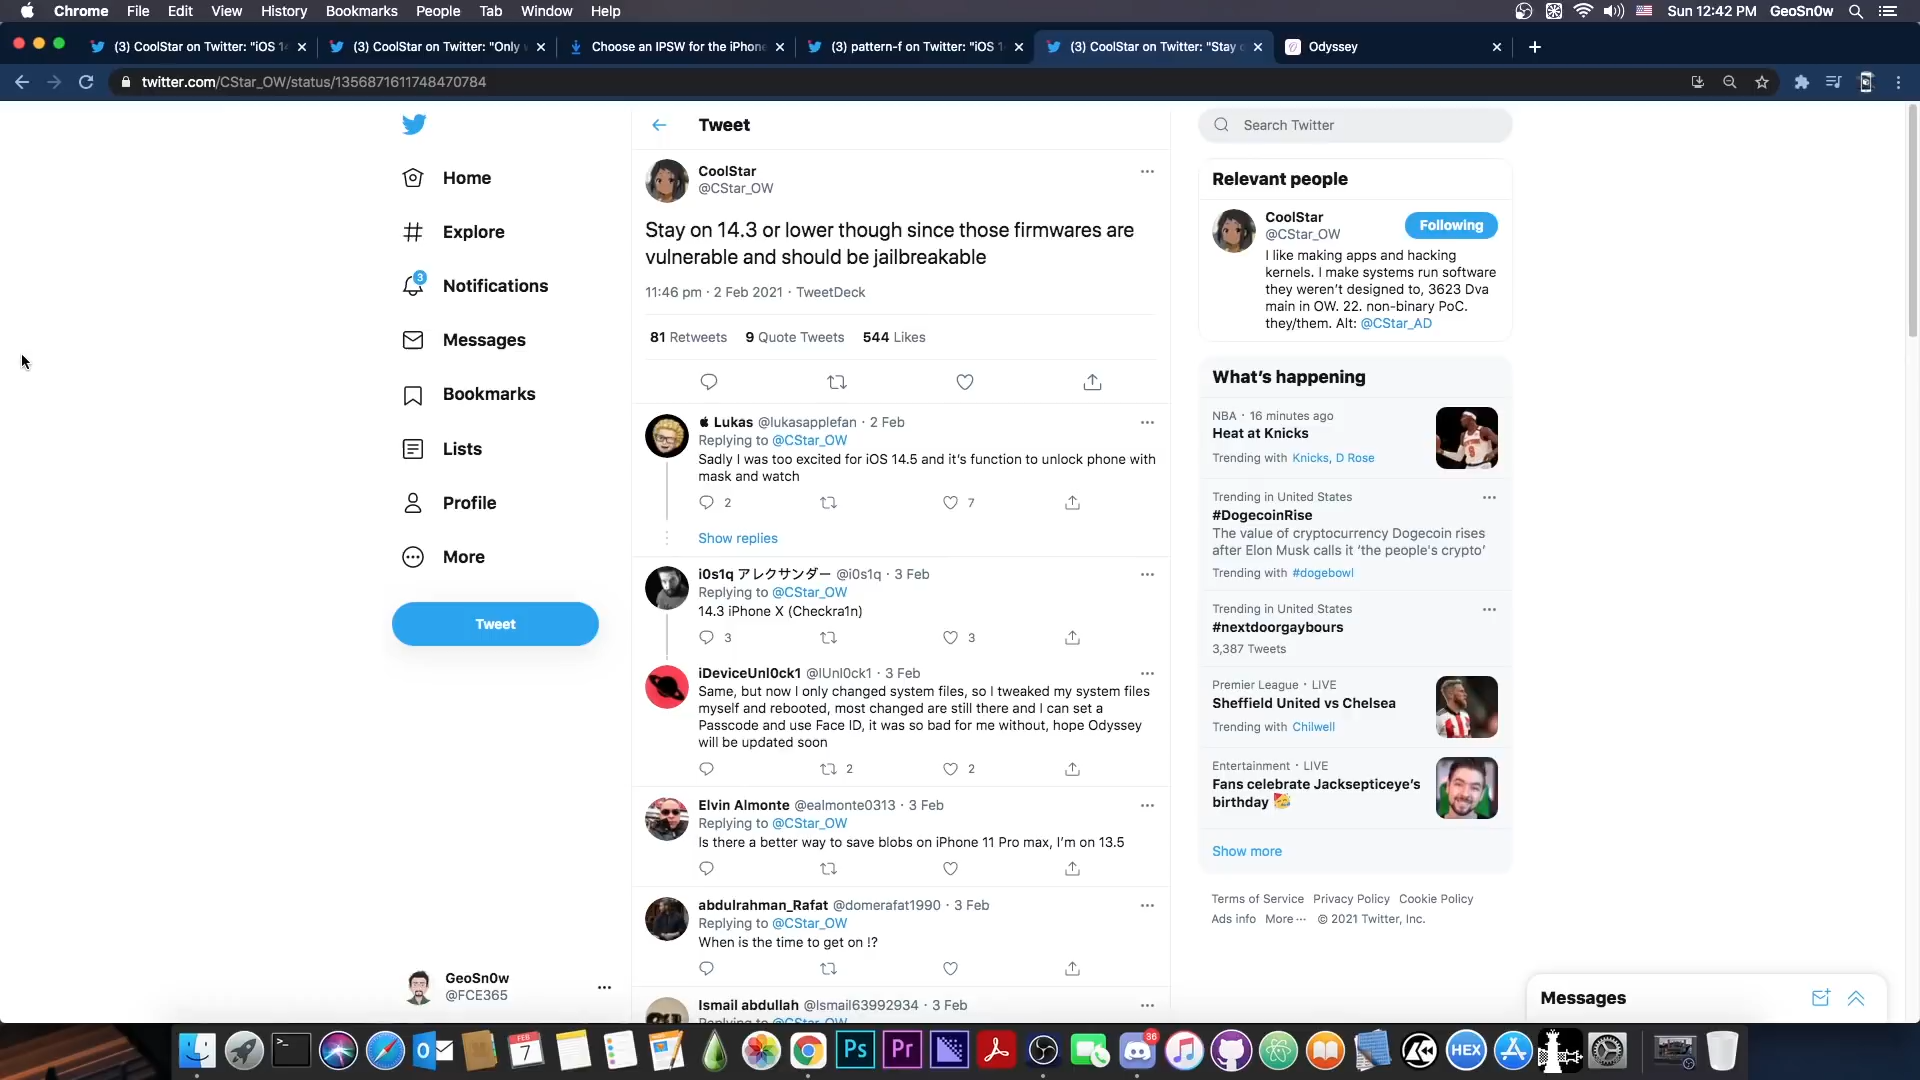 Chrome File Edit View History Bookmarks People Tab Window Help
Sun 12:42 PM GeoSn0w
(3) CoolStar on Twitter: "iOS 1
(3) CoolStar on Twitter: "Only
Choose an IPSW for the iPhone
(3) pattern-f on Twitter: "iOS 1
(3) CoolStar on Twitter: "Stay
Odyssey
twitter.com/CStar_OW/status/1356871611748470784
Home
Explore
3
Notifications
Messages
Bookmarks
Lists
Profile
More
Tweet
GeoSn0w
@FCE365
Tweet
CoolStar
@CStar_OW
Stay on 14.3 or lower though since those firmwares are
vulnerable and should be jailbreakable
11:46 pm · 2 Feb 2021 · TweetDeck
81 Retweets 9 Quote Tweets 544 Likes
Lukas @lukasapplefan · 2 Feb
Replying to @CStar_OW
Sadly I was too excited for iOS 14.5 and it's function to unlock phone with
mask and watch
2 7
Show replies
i0s1q アレクサンダー @i0s1q · 3 Feb
Replying to @CStar_OW
14.3 iPhone X (Checkra1n)
3 3
iDeviceUnl0ck1 @IUnl0ck1 · 3 Feb
Same, but now I only changed system files, so I tweaked my system files
myself and rebooted, most changed are still there and I can set a
Passcode and use Face ID, it was so bad for me without, hope Odyssey
will be updated soon
2 2
Elvin Almonte @ealmonte0313 · 3 Feb
Replying to @CStar_OW
Is there a better way to save blobs on iPhone 11 Pro max, I'm on 13.5
abdulrahman_Rafat @domerafat1990 · 3 Feb
Replying to @CStar_OW
When is the time to get on !?
Ismail abdullah @Ismail63992934 · 3 Feb
Replying to @CStar_OW
Search Twitter
Relevant people
CoolStar
@CStar_OW
Following
I like making apps and hacking
kernels. I make systems run software
they weren't designed to, 3623 Dva
main in OW. 22. non-binary PoC.
they/them. Alt: @CStar_AD
What's happening
NBA · 16 minutes ago
Heat at Knicks
Trending with Knicks, D Rose
Trending in United States
#DogecoinRise
The value of cryptocurrency Dogecoin rises
after Elon Musk calls it 'the people's crypto'
Trending with #dogebowl
Trending in United States
#nextdoorgaybours
3,387 Tweets
Premier League · LIVE
Sheffield United vs Chelsea
Trending with Chilwell
Entertainment · LIVE
Fans celebrate Jacksepticeye's
birthday 🥳
Show more
Terms of Service Privacy Policy Cookie Policy
Ads info More ··· © 2021 Twitter, Inc.
Messages
FEB
7
Ps
Pr
36
HEX